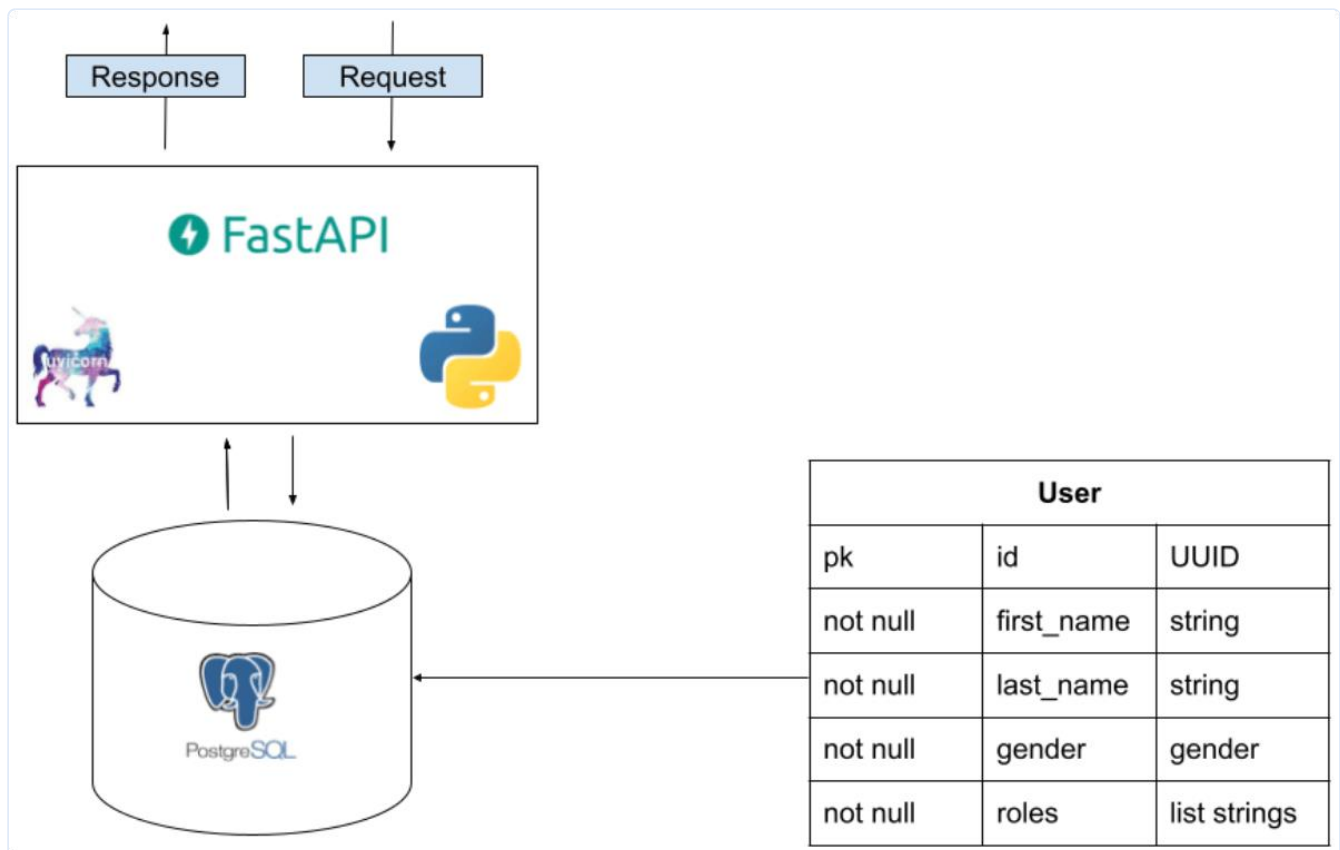 Response
Request
FastAPI
uvicorn
PostgreSQL
User
pk id UUID
not null first_name string
not null last_name string
not null gender gender
not null roles list strings